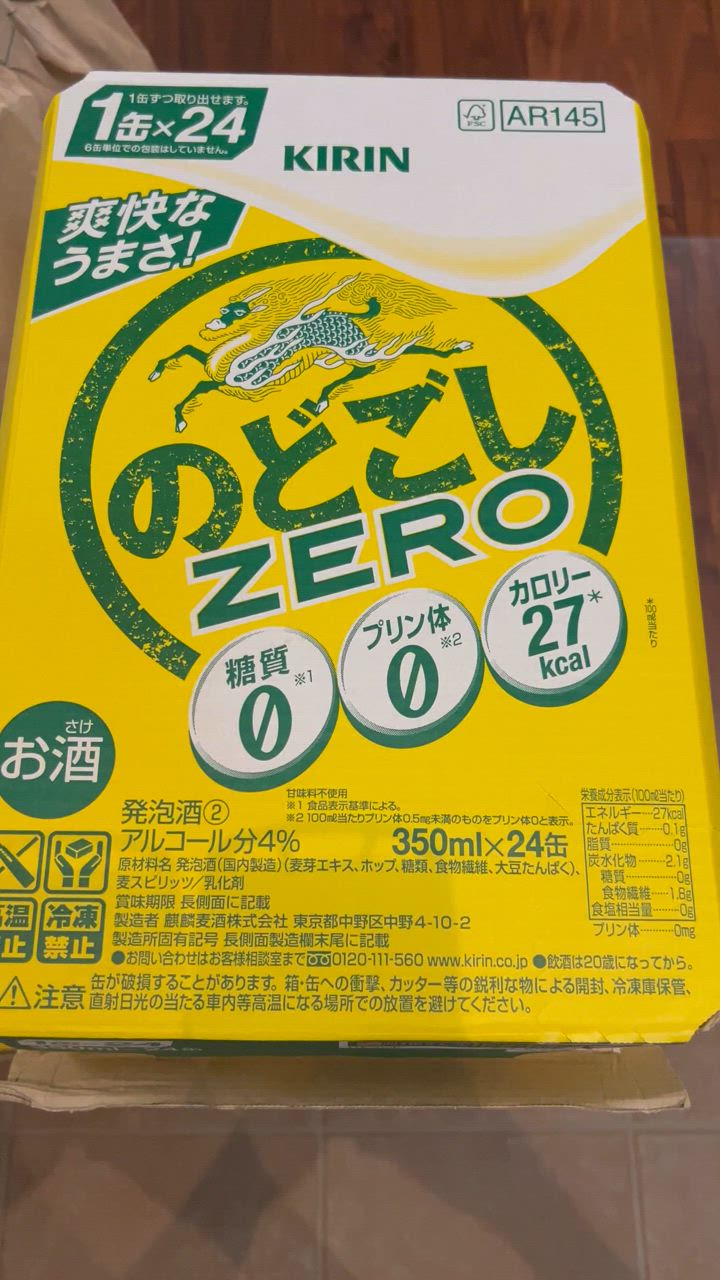 1缶ずつ取り出せます。
1缶×24
6缶単位での包装はしていません。
FSC
AR145
KIRIN
爽快な
うまさ!
のどごし
ZERO
糖質
0
※1
プリン体
0
※2
カロリー
27*
kcal
*100mℓ当たり
さけ
お酒
甘味料不使用
※1 食品表示基準による。
※2 100mℓ当たりプリン体0.5mg未満のものをプリン体0と表示。
発泡酒②
アルコール分4%
350ml×24缶
原材料名 発泡酒(国内製造)(麦芽エキス、ホップ、糖類、食物繊維、大豆たんぱく)、
麦スピリッツ/乳化剤
賞味期限 長側面に記載
製造者 麒麟麦酒株式会社 東京都中野区中野4-10-2
製造所固有記号 長側面製造欄末尾に記載
●お問い合わせはお客様相談室まで 0120-111-560 www.kirin.co.jp ●飲酒は20歳になってから。
栄養成分表示(100mℓ当たり)
エネルギー…27kcal
たんぱく質…0.1g
脂質…0g
炭水化物…2.1g
糖質…0g
食物繊維…1.8g
食塩相当量…0g
プリン体…0mg
温
止
冷凍
禁止
注意
缶が破損することがあります。箱・缶への衝撃、カッター等の鋭利な物による開封、冷凍庫保管、
直射日光の当たる車内等高温になる場所での放置を避けてください。